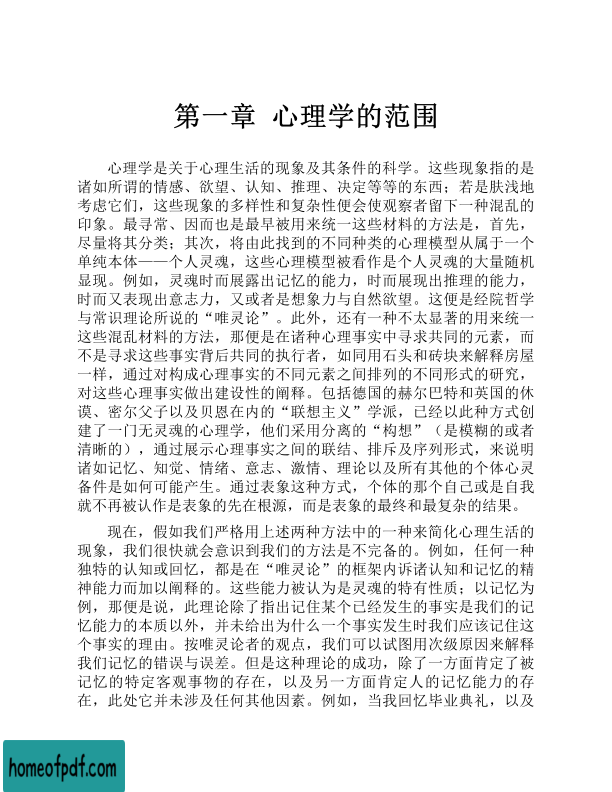 第一章 心理学的范围
心理学是关于心理生活的现象及其条件的科学。这些现象指的是
诸如所谓的情感、欲望、认知、推理、决定等等的东西；若是肤浅地
考虑它们，这些现象的多样性和复杂性便会使观察者留下一种混乱的
印象。最寻常、因而也是最早被用来统一这些材料的方法是，首先，
尽量将其分类；其次，将由此找到的不同种类的心理模型从属于一个
单纯本体——个人灵魂，这些心理模型被看作是个人灵魂的大量随机
显现。例如，灵魂时而展露出记忆的能力，时而展现出推理的能力，
时而又表现出意志力，又或者是想象力与自然欲望。这便是经院哲学
与常识理论所说的“唯灵论”。此外，还有一种不太显著的用来统一
这些混乱材料的方法，那便是在诸种心理事实中寻求共同的元素，而
不是寻求这些事实背后共同的执行者，如同用石头和砖块来解释房屋
一样，通过对构成心理事实的不同元素之间排列的不同形式的研究，
对这些心理事实做出建设性的阐释。包括德国的赫尔巴特和英国的休
谟、密尔父子以及贝恩在内的“联想主义”学派，已经以此种方式创
建了一门无灵魂的心理学，他们采用分离的“构想”（是模糊的或者
清晰的），通过展示心理事实之间的联结、排斥及序列形式，来说明
诸如记忆、知觉、情绪、意志、激情、理论以及所有其他的个体心灵
备件是如何可能产生。通过表象这种方式，个体的那个自己或是自我
就不再被认作是表象的先在根源，而是表象的最终和最复杂的结果。
现在，假如我们严格用上述两种方法中的一种来简化心理生活的
现象，我们很快就会意识到我们的方法是不完备的。例如，任何一种
独特的认知或回忆，都是在“唯灵论”的框架内诉诸认知和记忆的精
神能力而加以阐释的。这些能力被认为是灵魂的特有性质；以记忆为
例，那便是说，此理论除了指出记住某个已经发生的事实是我们的记
忆能力的本质以外，并未给出为什么一个事实发生时我们应该记住这
个事实的理由。按唯灵论者的观点，我们可以试图用次级原因来解释
我们记忆的错误与误差。但是这种理论的成功，除了一方面肯定了被
记忆的特定客观事物的存在，以及另一方面肯定人的记忆能力的存
在，此处它并未涉及任何其他因素。例如，当我回忆毕业典礼，以及
homeofpdf.com